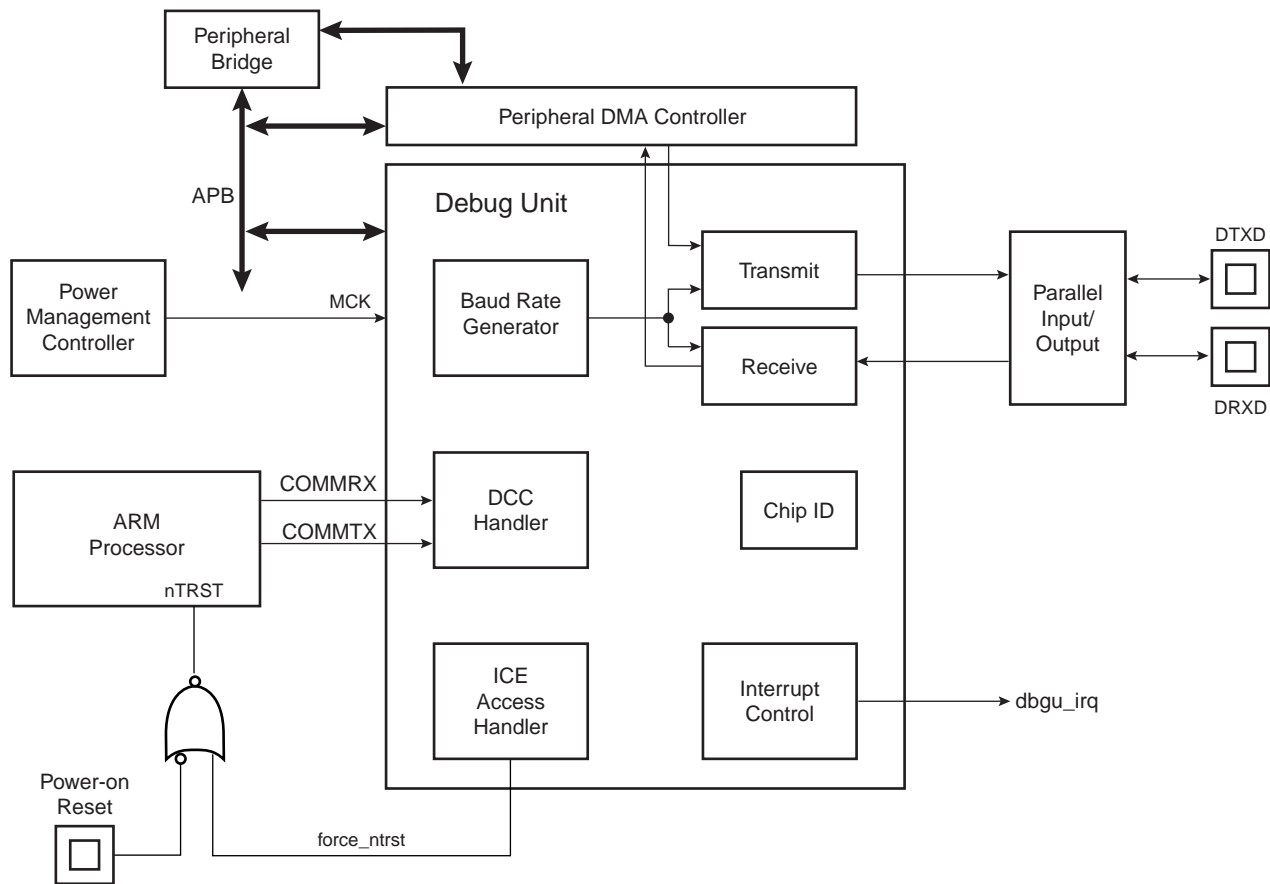 Peripheral
Bridge
Peripheral DMA Controller
APB
Debug Unit
Transmit
DTXD
Power
Management
Controller
MCK
Baud Rate
Generator
Parallel
Input/
Output
Receive
DRXD
COMMRX
DCC
Handler
Chip ID
ARM
Processor
COMMTX
nTRST
ICE
Access
Handler
Interrupt
Control
dbgu_irq
Power-on
Reset
force_ntrst